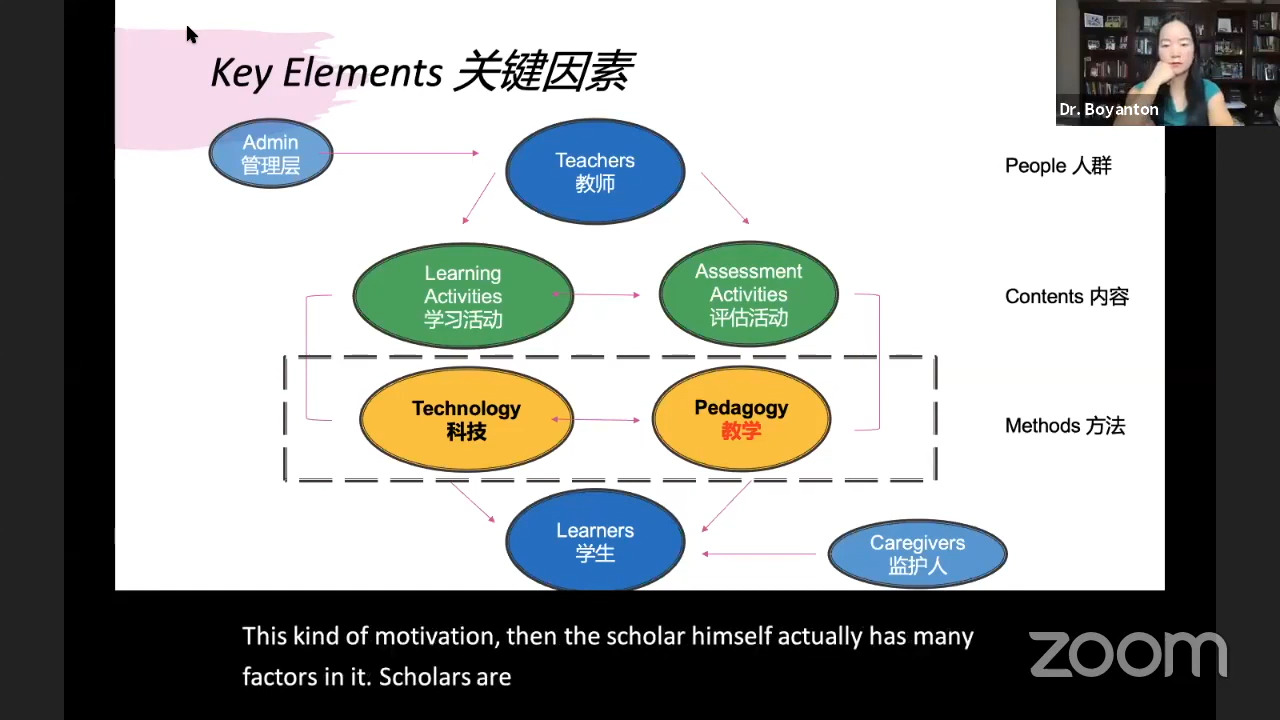 Key Elements 关键因素
Dr. Boyanton
Admin
管理层
Teachers
教师
People 人群
Learning
Activities
学习活动
Assessment
Activities
评估活动
Contents 内容
Technology
科技
Pedagogy
教学
Methods 方法
Learners
学生
Caregivers
监护人
This kind of motivation, then the scholar himself actually has many
factors in it. Scholars are
zoom